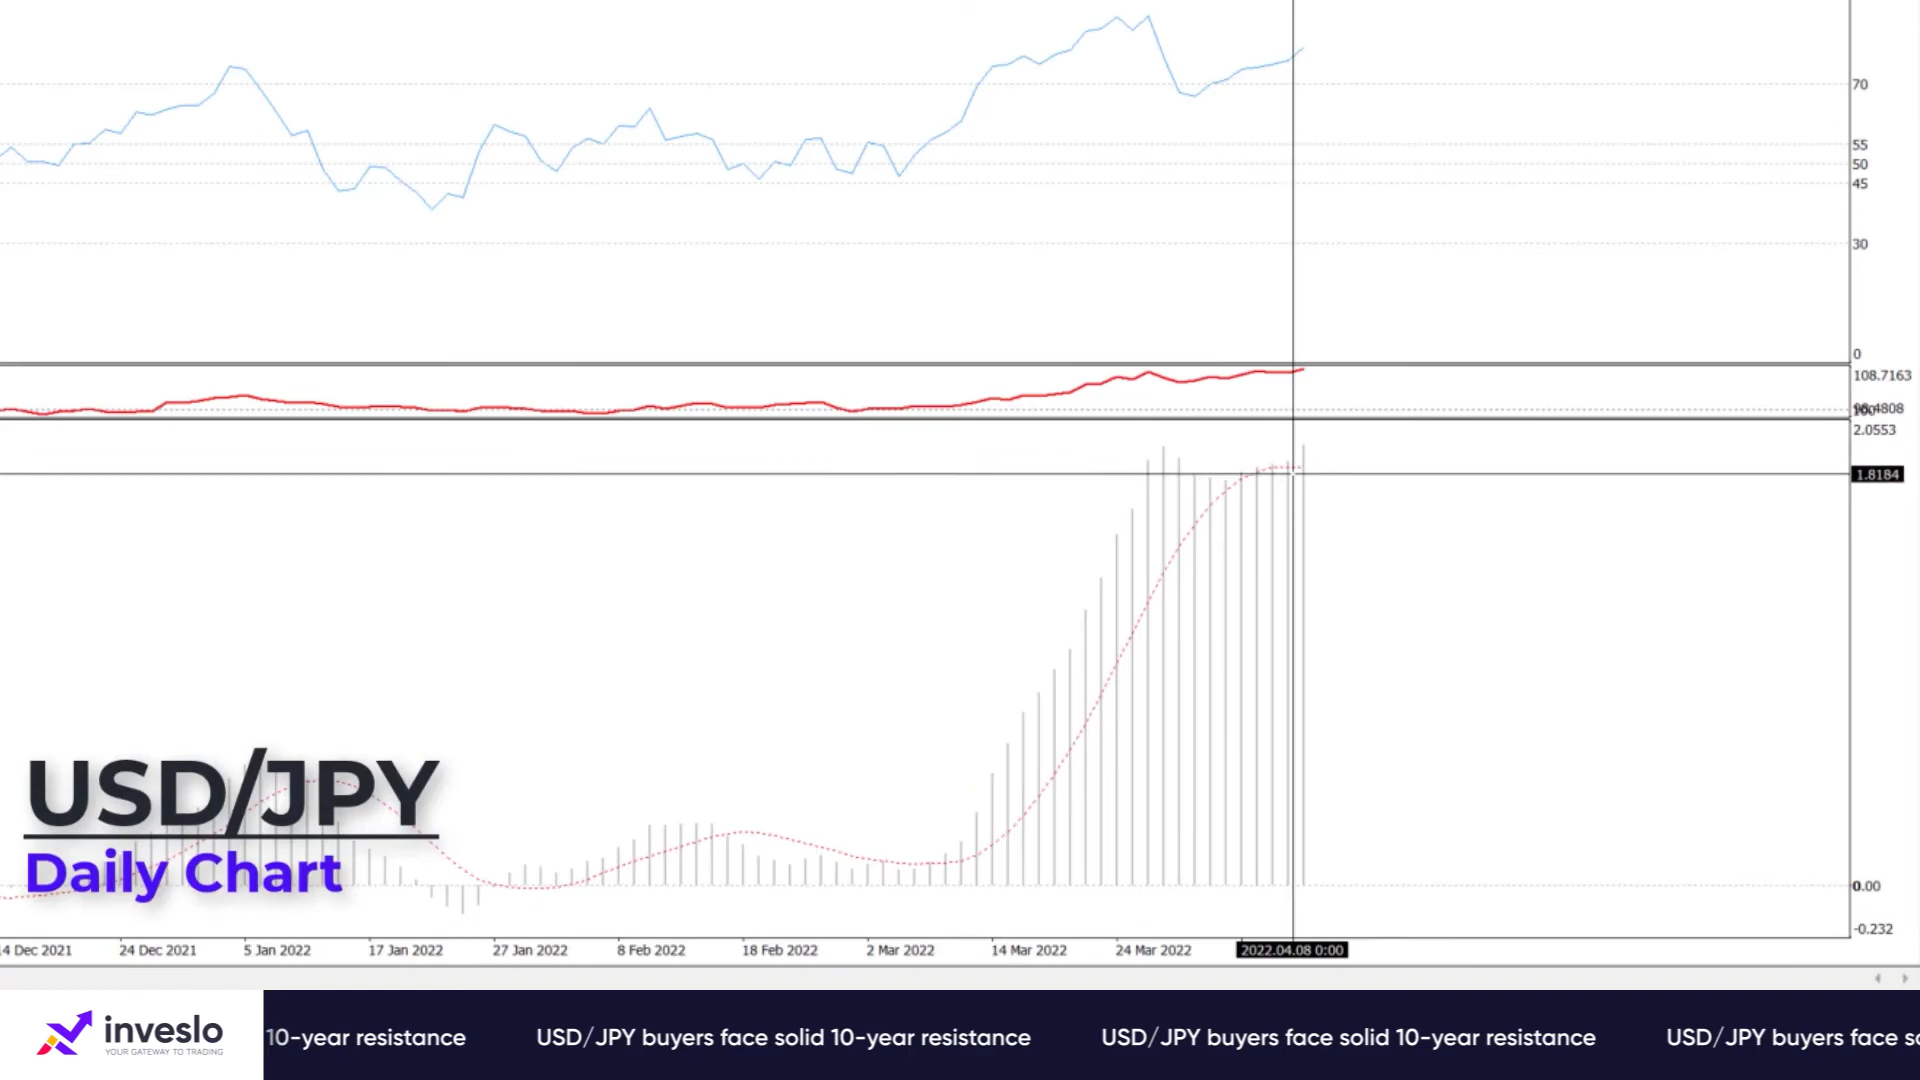 70
55
50
45
30
0
108.7163
2.0553
1.8184
0.00
-0.232
USD/JPY
Daily Chart
14 Dec 2021 24 Dec 2021 5 Jan 2022 17 Jan 2022 27 Jan 2022 8 Feb 2022 18 Feb 2022 2 Mar 2022 14 Mar 2022 24 Mar 2022 2022.04.08 0:00
inveslo
YOUR GATEWAY TO TRADING
10-year resistance USD/JPY buyers face solid 10-year resistance USD/JPY buyers face solid 10-year resistance USD/JPY buyers face so